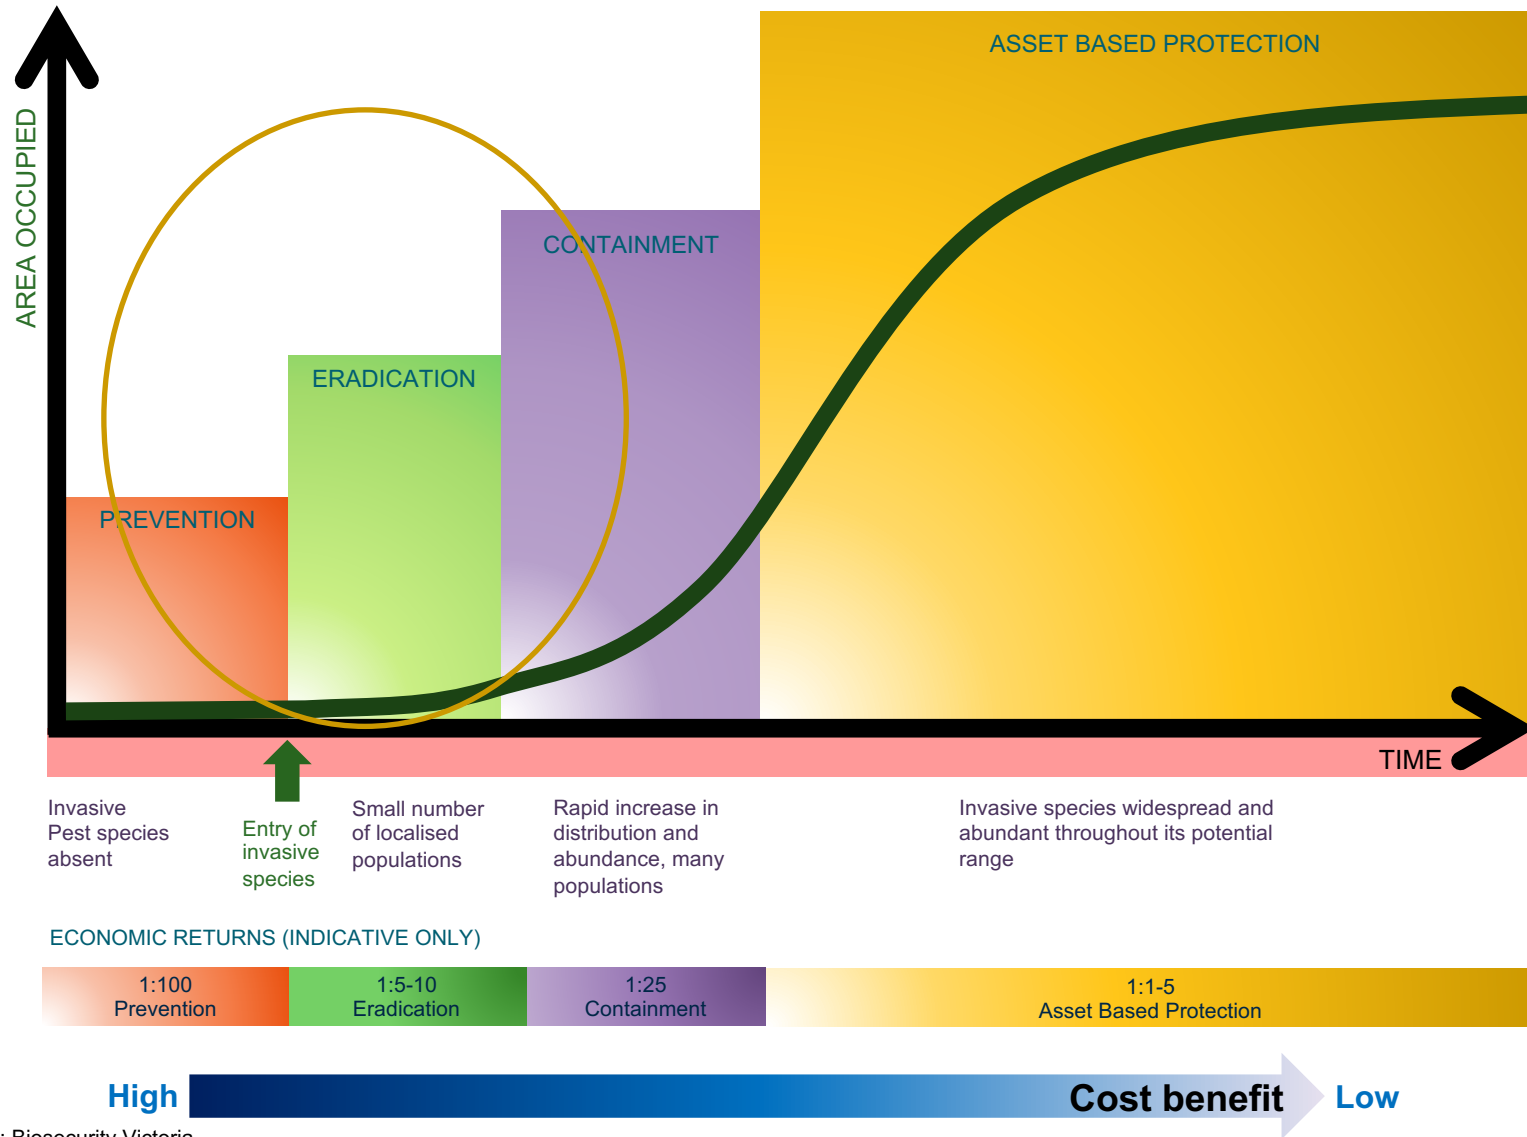 ASSET BASED PROTECTION
AREA OCCUPIED
CONTAINMENT
ERADICATION
PREVENTION
TIME
Invasive
Pest species
absent
Entry of
invasive
species
Small number
of localised
populations
Rapid increase in
distribution and
abundance, many
populations
Invasive species widespread and
abundant throughout its potential
range
ECONOMIC RETURNS (INDICATIVE ONLY)
1:100
Prevention
1:5-10
Eradication
1:25
Containment
1:1-5
Asset Based Protection
High
Cost benefit
Low
: Biosecurity Victoria